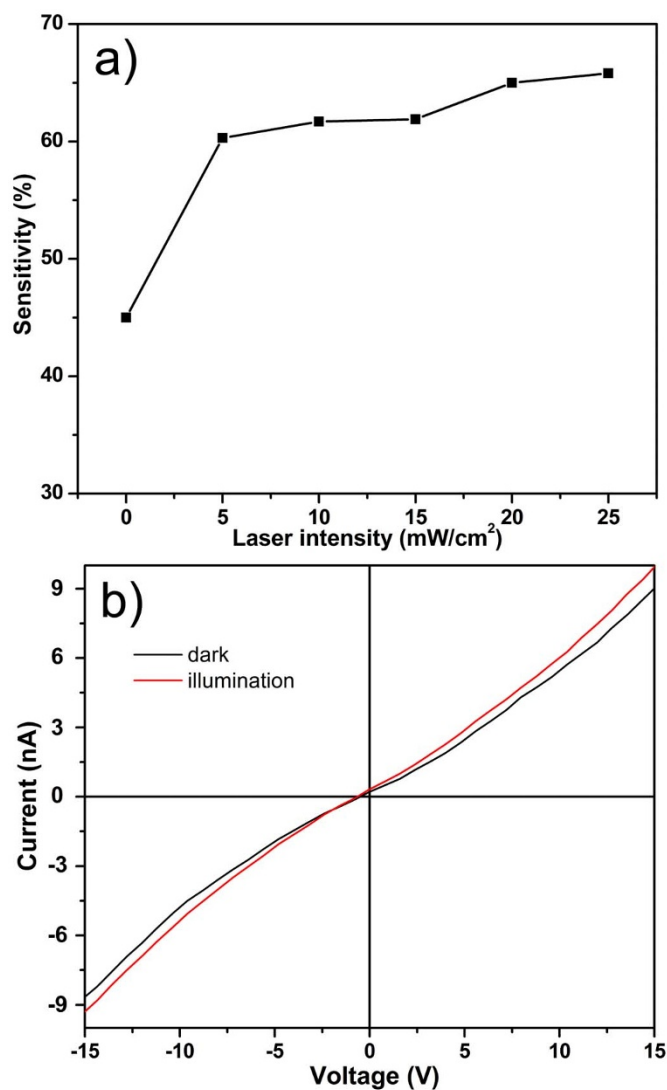 a)
70
60
50
40
30
Sensitivity (%)
0 5 10 15 20 25
Laser intensity (mW/cm²)
b)
dark
illumination
9
6
3
0
-3
-6
-9
Current (nA)
-15 -10 -5 0 5 10 15
Voltage (V)